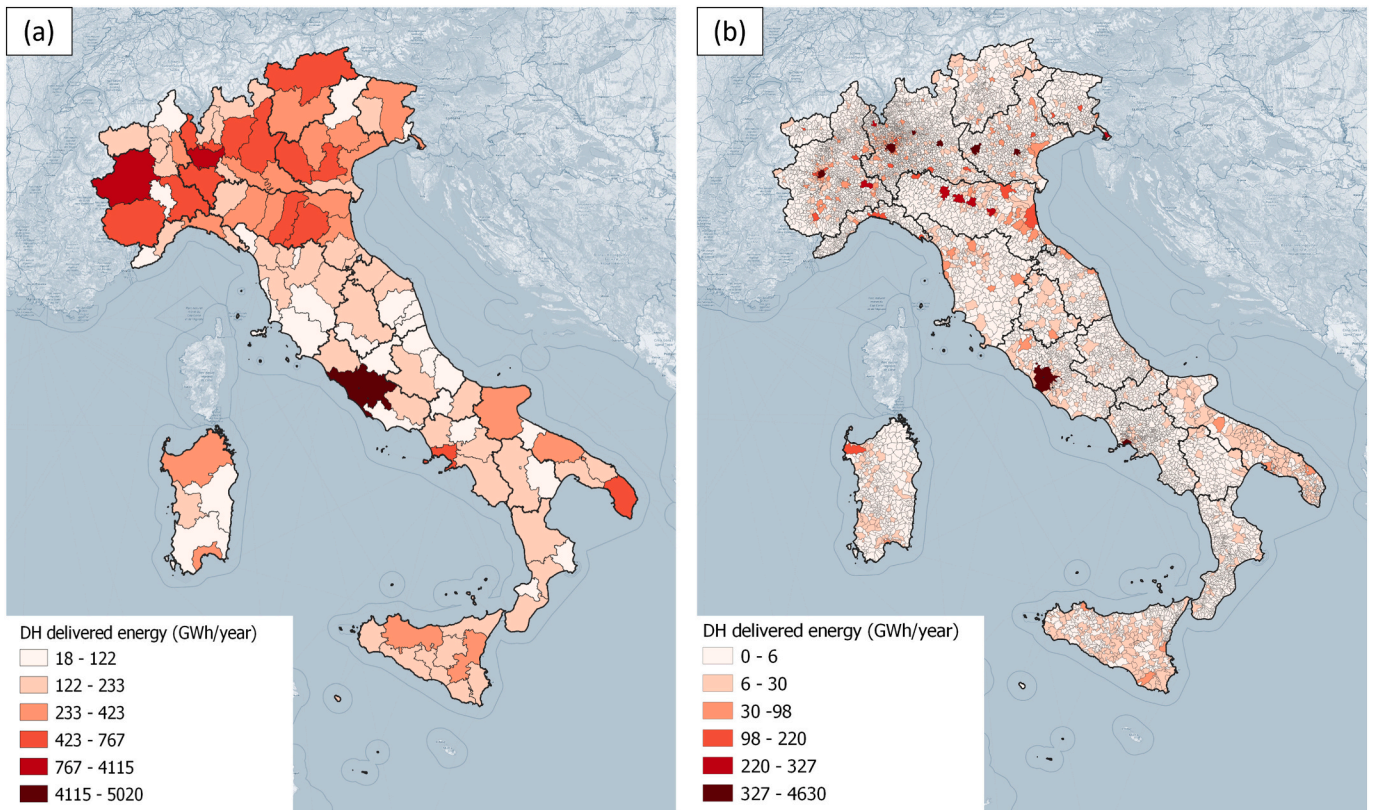 (a)
DH delivered energy (GWh/year)
18 - 122
122 - 233
233 - 423
423 - 767
767 - 4115
4115 - 5020
(b)
DH delivered energy (GWh/year)
0 - 6
6 - 30
30 -98
98 - 220
220 - 327
327 - 4630